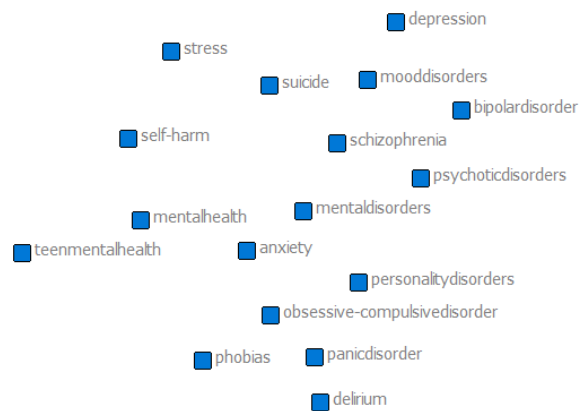 depression
stress
mooddisorders
suicide
bipolardisorder
self-harm
schizophrenia
psychoticdisorders
mentaldisorders
mentalhealth
anxiety
teenmentalhealth
personalitydisorders
obsessive-compulsivedisorder
panicdisorder
phobias
delirium